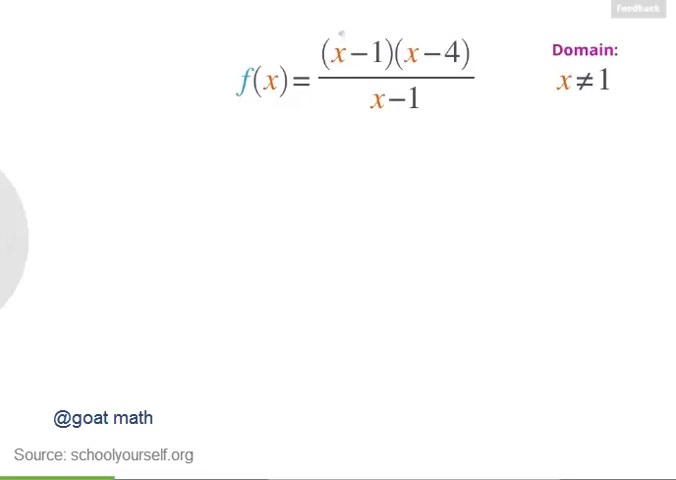 Feedback
f(x)= (x−1)(x−4)
x−1
Domain:
x≠1
@goat math
Source: schoolyourself.org